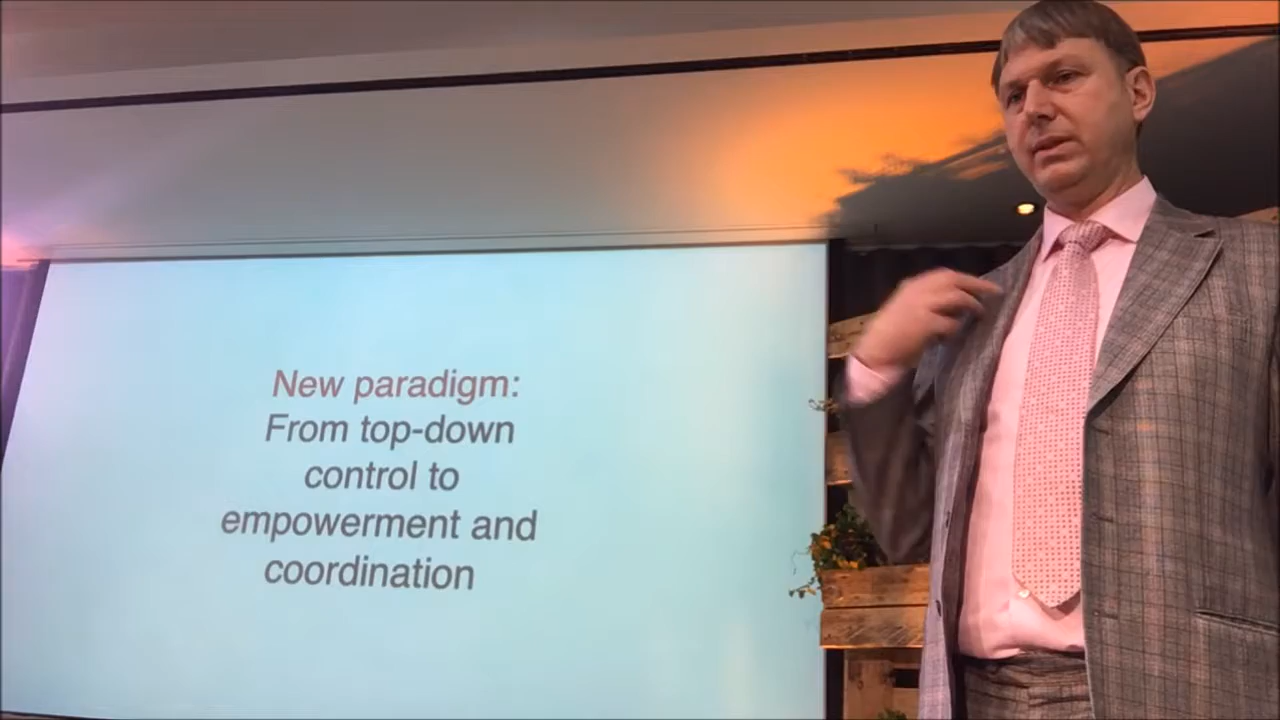 New paradigm:
From top-down
control to
empowerment and
coordination